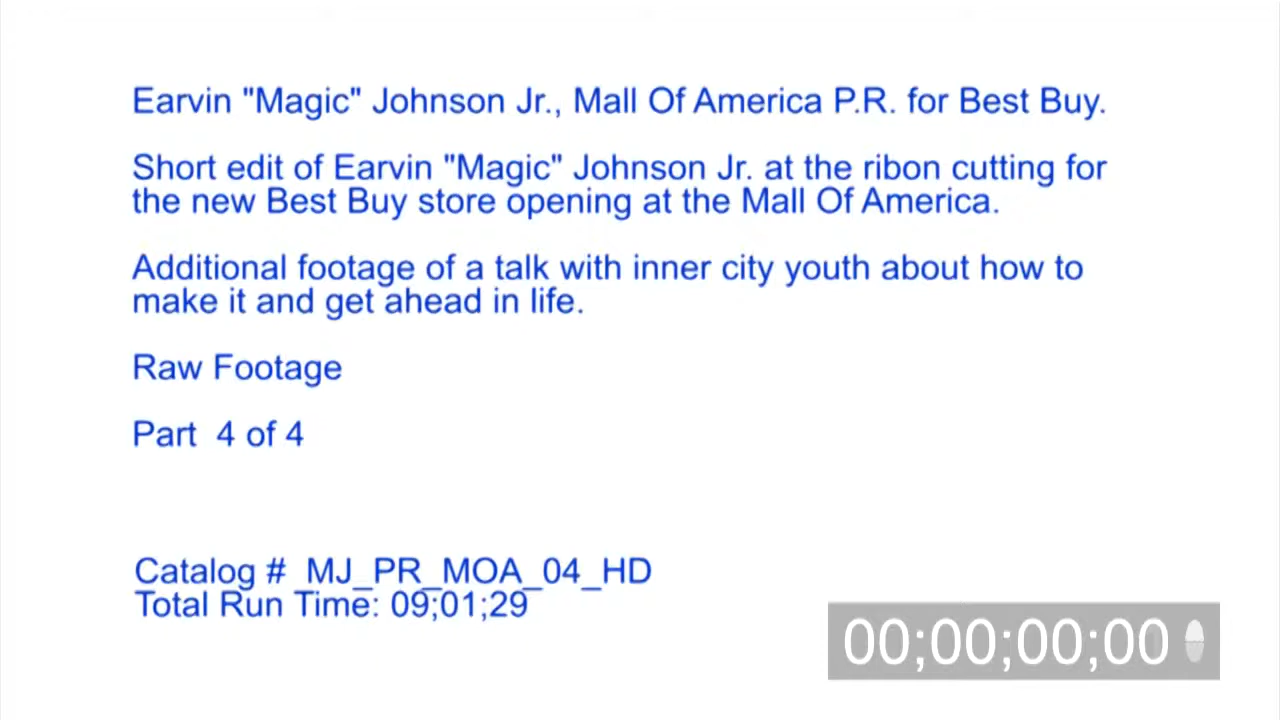 Earvin "Magic" Johnson Jr., Mall Of America P.R. for Best Buy.
Short edit of Earvin "Magic" Johnson Jr. at the ribon cutting for
the new Best Buy store opening at the Mall Of America.
Additional footage of a talk with inner city youth about how to
make it and get ahead in life.
Raw Footage
Part  4 of 4
Catalog #  MJ_PR_MOA_04_HD
Total Run Time: 09;01;29
00;00;00;00